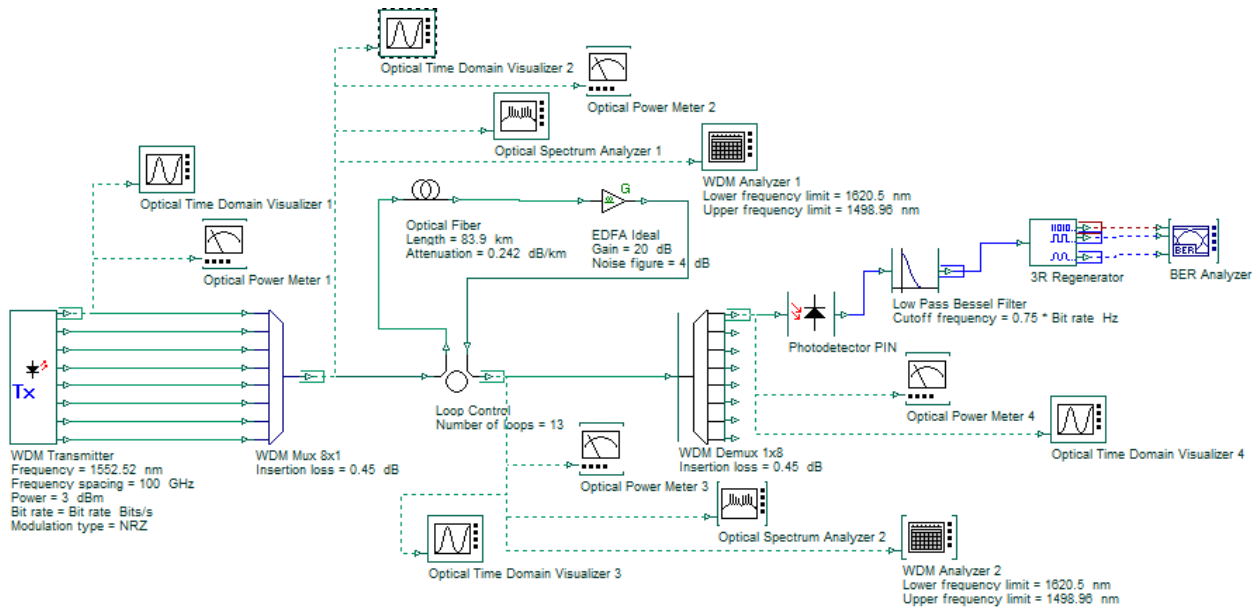 Optical Time Domain Visualizer 2
Optical Power Meter 2
Optical Spectrum Analyzer 1
WDM Analyzer 1
Lower frequency limit = 1620.5 nm
Upper frequency limit = 1498.96 nm
Optical Time Domain Visualizer 1
Optical Power Meter 1
Optical Fiber
Length = 83.9 km
Attenuation = 0.242 dB/km
G
EDFA Ideal
Gain = 20 dB
Noise figure = 4 dB
3R Regenerator
BER
BER Analyzer
Low Pass Bessel Filter
Cutoff frequency = 0.75 * Bit rate Hz
Photodetector PIN
Tx
WDM Transmitter
Frequency = 1552.52 nm
Frequency spacing = 100 GHz
Power = 3 dBm
Bit rate = Bit rate Bits/s
Modulation type = NRZ
WDM Mux 8x1
Insertion loss = 0.45 dB
Loop Control
Number of loops = 13
WDM Demux 1x8
Insertion loss = 0.45 dB
Optical Power Meter 4
Optical Time Domain Visualizer 4
Optical Power Meter 3
Optical Spectrum Analyzer 2
Optical Time Domain Visualizer 3
WDM Analyzer 2
Lower frequency limit = 1620.5 nm
Upper frequency limit = 1498.96 nm